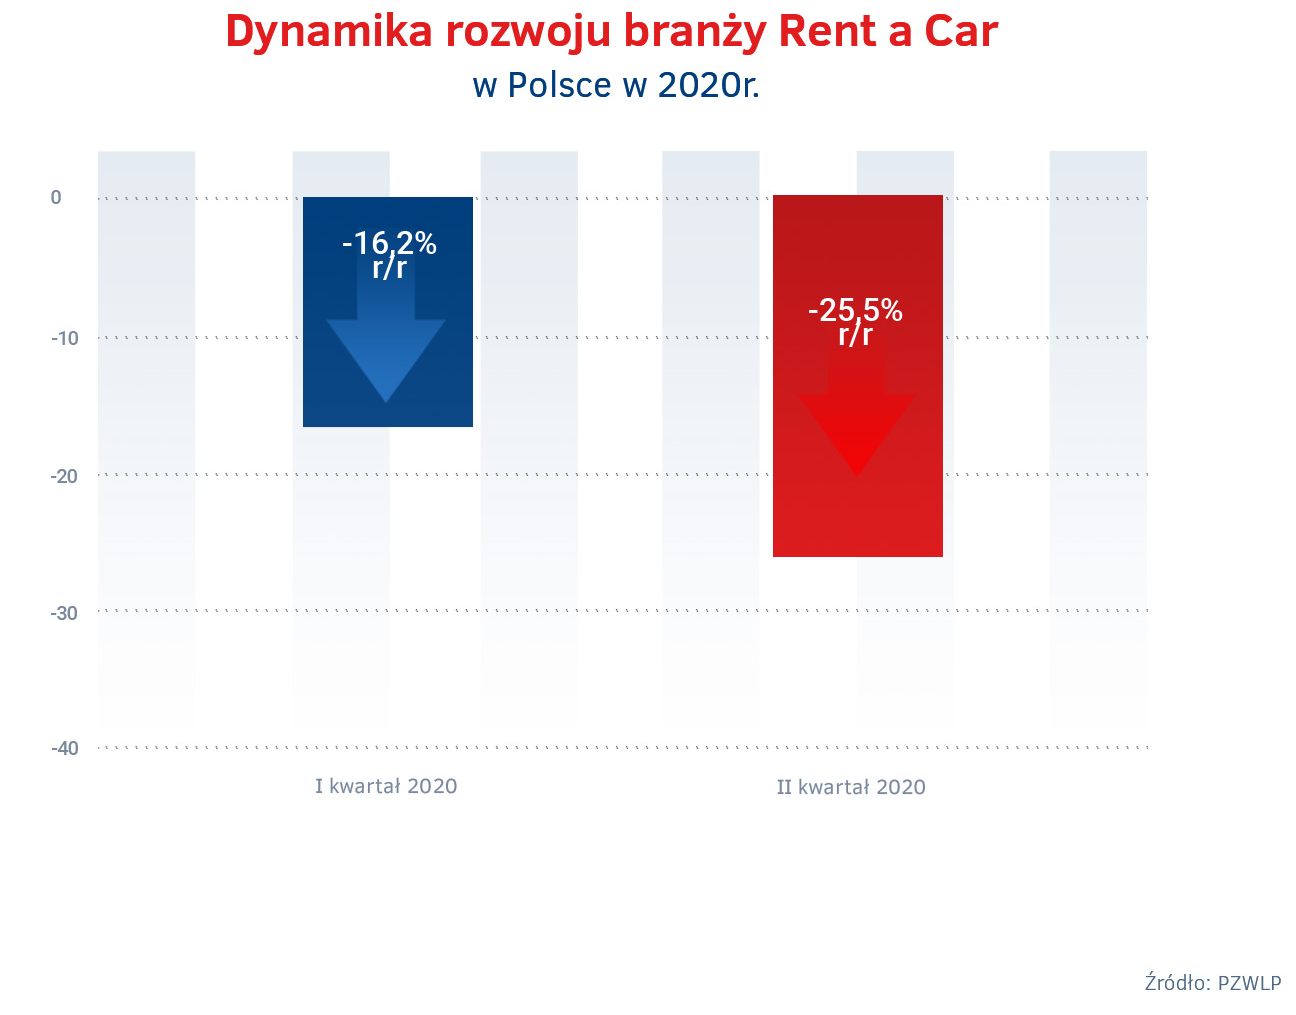 Dynamika rozwoju branży Rent a Car
w Polsce w 2020r.
0
-10
-20
-30
-40
-16,2%
r/r
-25,5%
r/r
I kwartał 2020
II kwartał 2020
Źródło: PZWLP